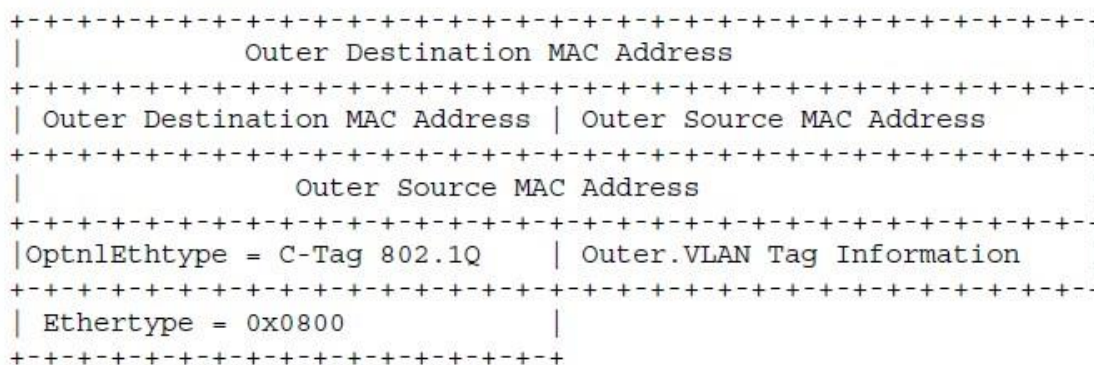 +-+-+-+-+-+-+-+-+-+-+-+-+-+-+-+-+-+-+-+-+-+-+-+-+-+-+-+-+-+-+-+-+-
|             Outer Destination MAC Address
+-+-+-+-+-+-+-+-+-+-+-+-+-+-+-+-+-+-+-+-+-+-+-+-+-+-+-+-+-+-+-+-+-
| Outer Destination MAC Address | Outer Source MAC Address
+-+-+-+-+-+-+-+-+-+-+-+-+-+-+-+-+-+-+-+-+-+-+-+-+-+-+-+-+-+-+-+-+-
|                Outer Source MAC Address
+-+-+-+-+-+-+-+-+-+-+-+-+-+-+-+-+-+-+-+-+-+-+-+-+-+-+-+-+-+-+-+-+-
|OptnlEthtype = C-Tag 802.1Q    | Outer.VLAN Tag Information
+-+-+-+-+-+-+-+-+-+-+-+-+-+-+-+-+-+-+-+-+-+-+-+-+-+-+-+-+-+-+-+-+-
| Ethertype = 0x0800            |
+-+-+-+-+-+-+-+-+-+-+-+-+-+-+-+-+